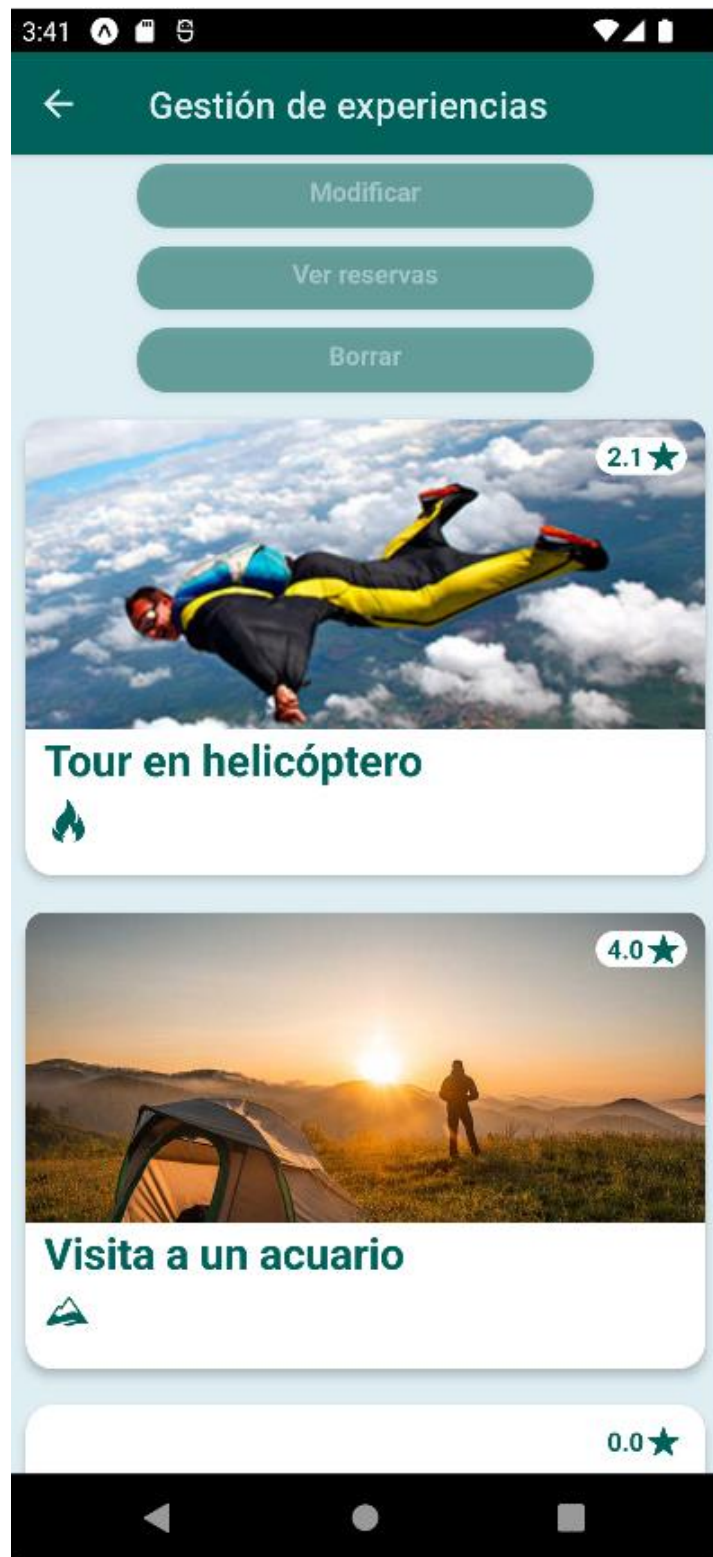 3:41
Gestión de experiencias
Modificar
Ver reservas
Borrar
2.1
Tour en helicóptero
4.0
Visita a un acuario
0.0